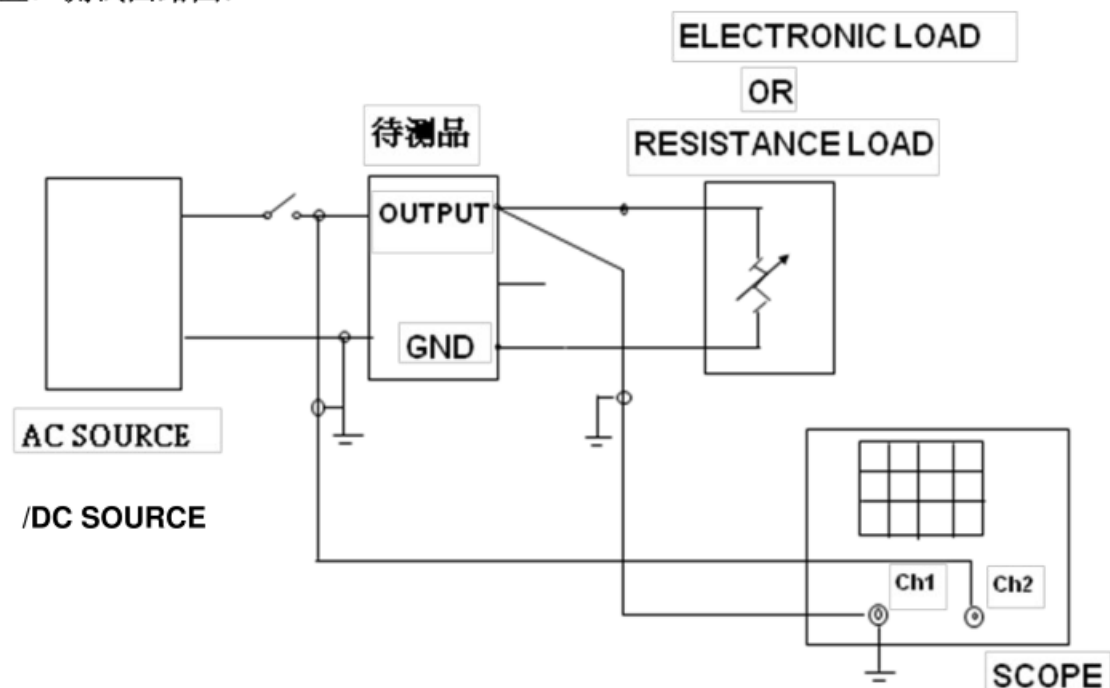 ELECTRONIC LOAD
OR
RESISTANCE LOAD
待测品
OUTPUT
GND
AC SOURCE
/DC SOURCE
Ch1
Ch2
SCOPE